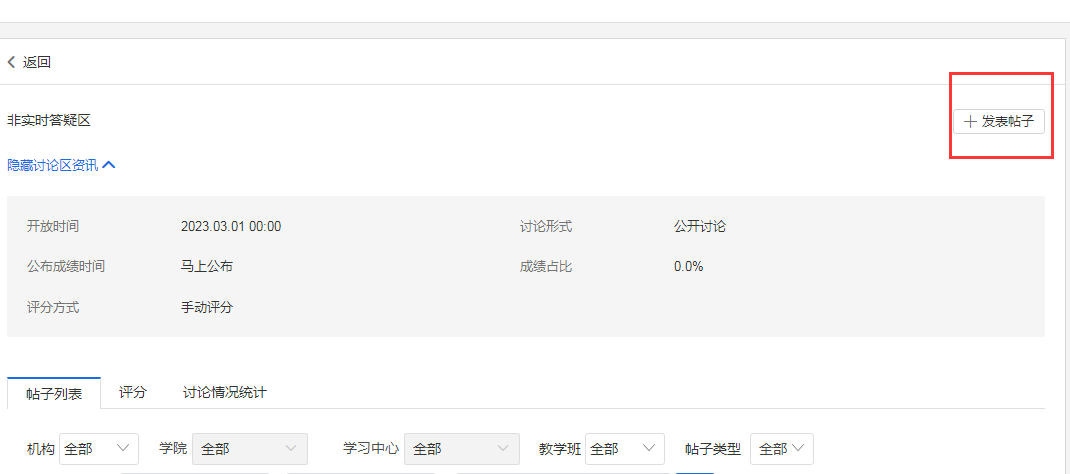 返回
非实时答疑区
发表帖子
隐藏讨论区资讯
开放时间 2023.03.01 00:00 讨论形式 公开讨论
公布成绩时间 马上公布 成绩占比 0.0%
评分方式 手动评分
帖子列表 评分 讨论情况统计
机构 全部 学院 全部 学习中心 全部 教学班 全部 帖子类型 全部